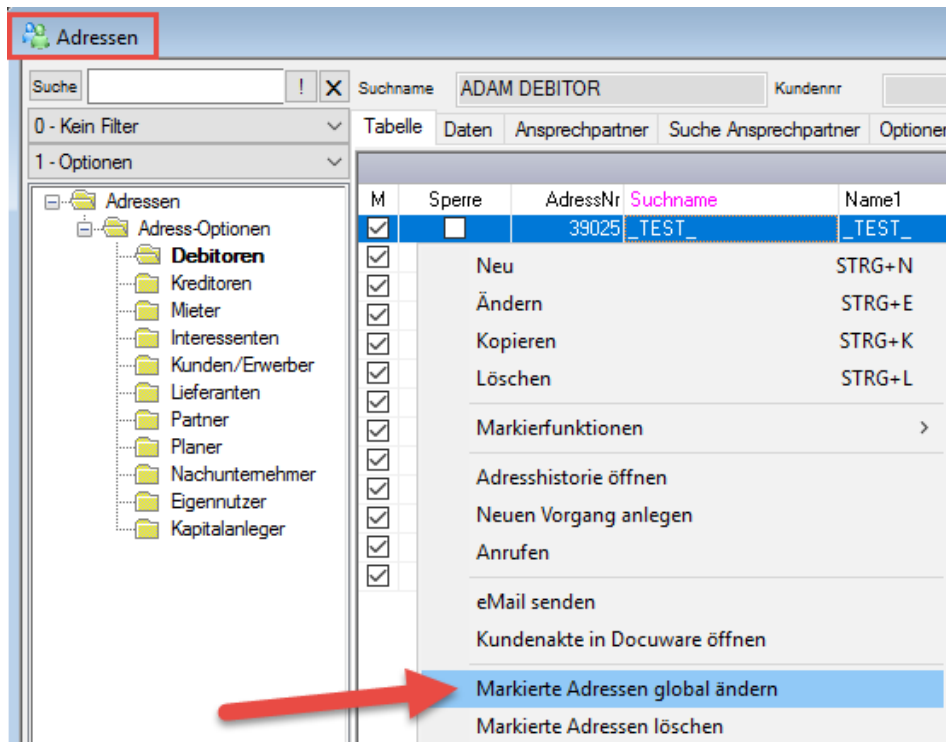 Adressen
Suche ! X Suchname ADAM DEBITOR Kundennr
0 - Kein Filter
Tabelle Daten Ansprechpartner Suche Ansprechpartner Optionen
1 - Optionen
M Sperre AdressNr Suchname Name1
39025 _TEST_ _TEST_
Adressen
Adress-Optionen
Debitoren
Kreditoren
Mieter
Interessenten
Kunden/Erwerber
Lieferanten
Partner
Planer
Nachunternehmer
Eigennutzer
Kapitalanleger
Neu STRG+N
Ändern STRG+E
Kopieren STRG+K
Löschen STRG+L
Markierfunktionen >
Adresshistorie öffnen
Neuen Vorgang anlegen
Anrufen
eMail senden
Kundenakte in Docuware öffnen
Markierte Adressen global ändern
Markierte Adressen löschen